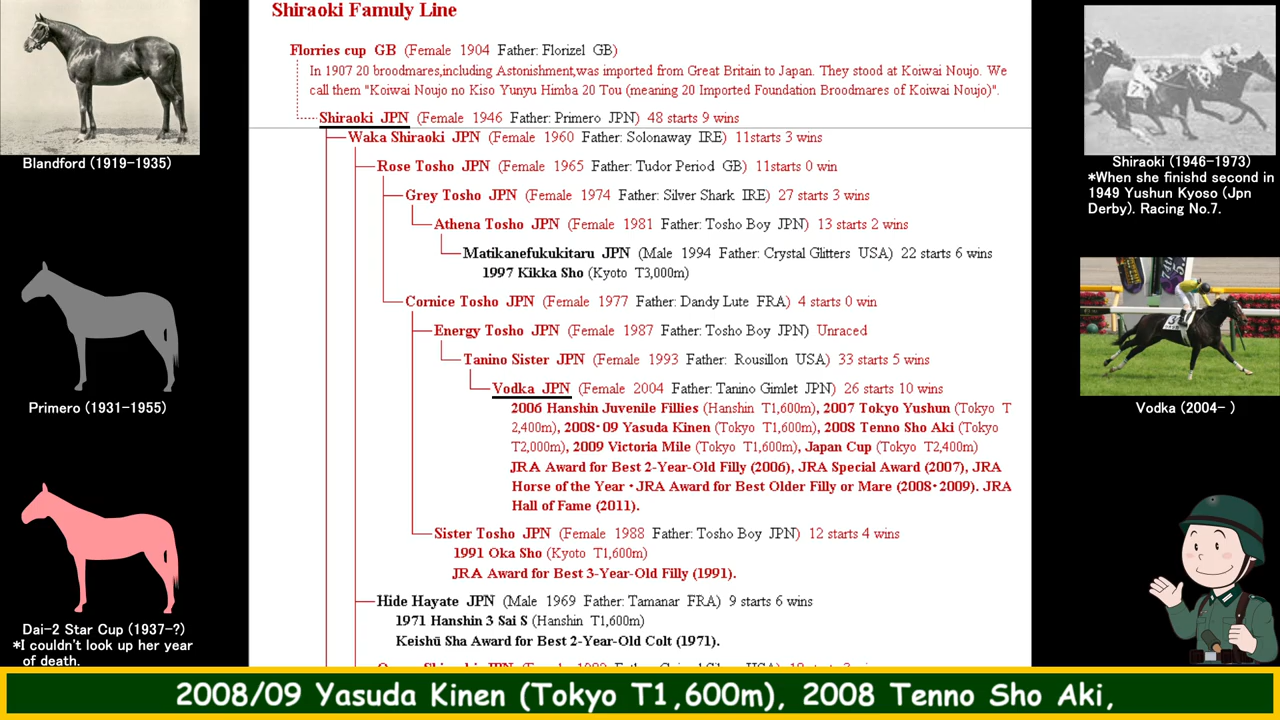 Shiraoki Famuly Line
Florries cup GB (Female 1904 Father: Florizel GB)
In 1907 20 broodmares,including Astonishment,was imported from Great Britain to Japan. They stood at Koiwai Noujo. We
call them "Koiwai Noujo no Kiso Yunyu Himba 20 Tou (meaning 20 Imported Foundation Broodmares of Koiwai Noujo)".
Shiraoki JPN (Female 1946 Father: Primero JPN) 48 starts 9 wins
Waka Shiraoki JPN (Female 1960 Father: Solonaway IRE) 11starts 3 wins
Rose Tosho JPN (Female 1965 Father: Tudor Period GB) 11starts 0 win
Grey Tosho JPN (Female 1974 Father: Silver Shark IRE) 27 starts 3 wins
Athena Tosho JPN (Female 1981 Father: Tosho Boy JPN) 13 starts 2 wins
Matikanefukukitaru JPN (Male 1994 Father: Crystal Glitters USA) 22 starts 6 wins
1997 Kikka Sho (Kyoto T3,000m)
Cornice Tosho JPN (Female 1977 Father: Dandy Lute FRA) 4 starts 0 win
Energy Tosho JPN (Female 1987 Father: Tosho Boy JPN) Unraced
Tanino Sister JPN (Female 1993 Father: Rousillon USA) 33 starts 5 wins
Vodka JPN (Female 2004 Father: Tanino Gimlet JPN) 26 starts 10 wins
2006 Hanshin Juvenile Fillies (Hanshin T1,600m), 2007 Tokyo Yushun (Tokyo T
2,400m), 2008・09 Yasuda Kinen (Tokyo T1,600m), 2008 Tenno Sho Aki (Tokyo
T2,000m), 2009 Victoria Mile (Tokyo T1,600m), Japan Cup (Tokyo T2,400m)
JRA Award for Best 2-Year-Old Filly (2006), JRA Special Award (2007), JRA
Horse of the Year・JRA Award for Best Older Filly or Mare (2008・2009). JRA
Hall of Fame (2011).
Sister Tosho JPN (Female 1988 Father: Tosho Boy JPN) 12 starts 4 wins
1991 Oka Sho (Kyoto T1,600m)
JRA Award for Best 3-Year-Old Filly (1991).
Hide Hayate JPN (Male 1969 Father: Tamanar FRA) 9 starts 6 wins
1971 Hanshin 3 Sai S (Hanshin T1,600m)
Keishū Sha Award for Best 2-Year-Old Colt (1971).
Blandford (1919-1935)
Primero (1931-1955)
Dai-2 Star Cup (1937-?)
*I couldn't look up her year
of death.
Shiraoki (1946-1973)
*When she finishd second in
1949 Yushun Kyoso (Jpn
Derby). Racing No.7.
Vodka (2004- )
2008/09 Yasuda Kinen (Tokyo T1,600m), 2008 Tenno Sho Aki,